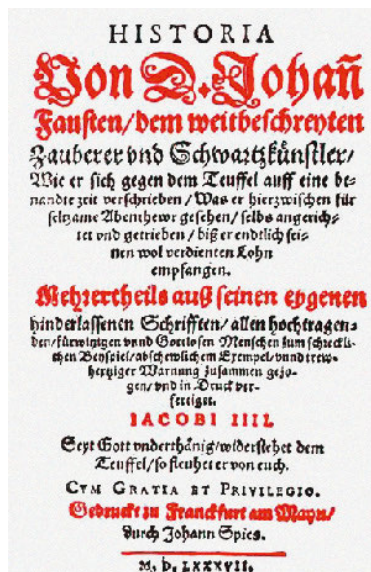 HISTORIA
Von D. Johañ
Fausten/dem weitbeschreyten
Zauberer vnd Schwartzkünstler/
Wie er sich gegen dem Teuffel auff eine be-
nandte zeit verschrieben/Was er hierzwischen für
seltzame Abenthewr gesehen/selbs angerich-
tet vnd getrieben/biß er endtlich sei-
nen wol verdienten Lohn
empfangen.
Mehrertheils auß seinen eygenen
hinderlassenen Schrifften/allen hochtragen-
den/fürwitzigen vnnd Gottlosen Menschen zum schreckli-
chen Beyspiel/abschewlichem Exempel/vnnd trew-
hertziger Warnung zusammen gezo-
gen/vnd in Druck ver-
fertiget.
IACOBI IIII.
Seyt Gott vnderthänig/widerstehet dem
Teuffel/so fleuhet er von euch.
CVM GRATIA ET PRIVILEGIO.
Gedruckt zu Franckfurt am Mayn/
durch Johann Spies.
M. D. LXXXVII.